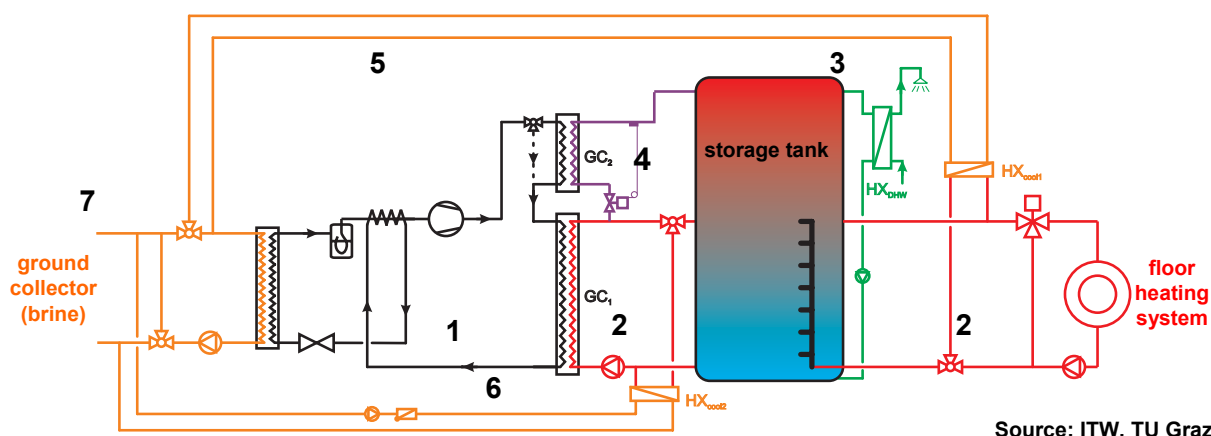 5
3
storage tank
GC₂
4
HX_DHW
HX_cool1
7
ground
collector
(brine)
GC₁
1
2
2
floor
heating
system
6
HX_cool2
Source: ITW, TU Graz